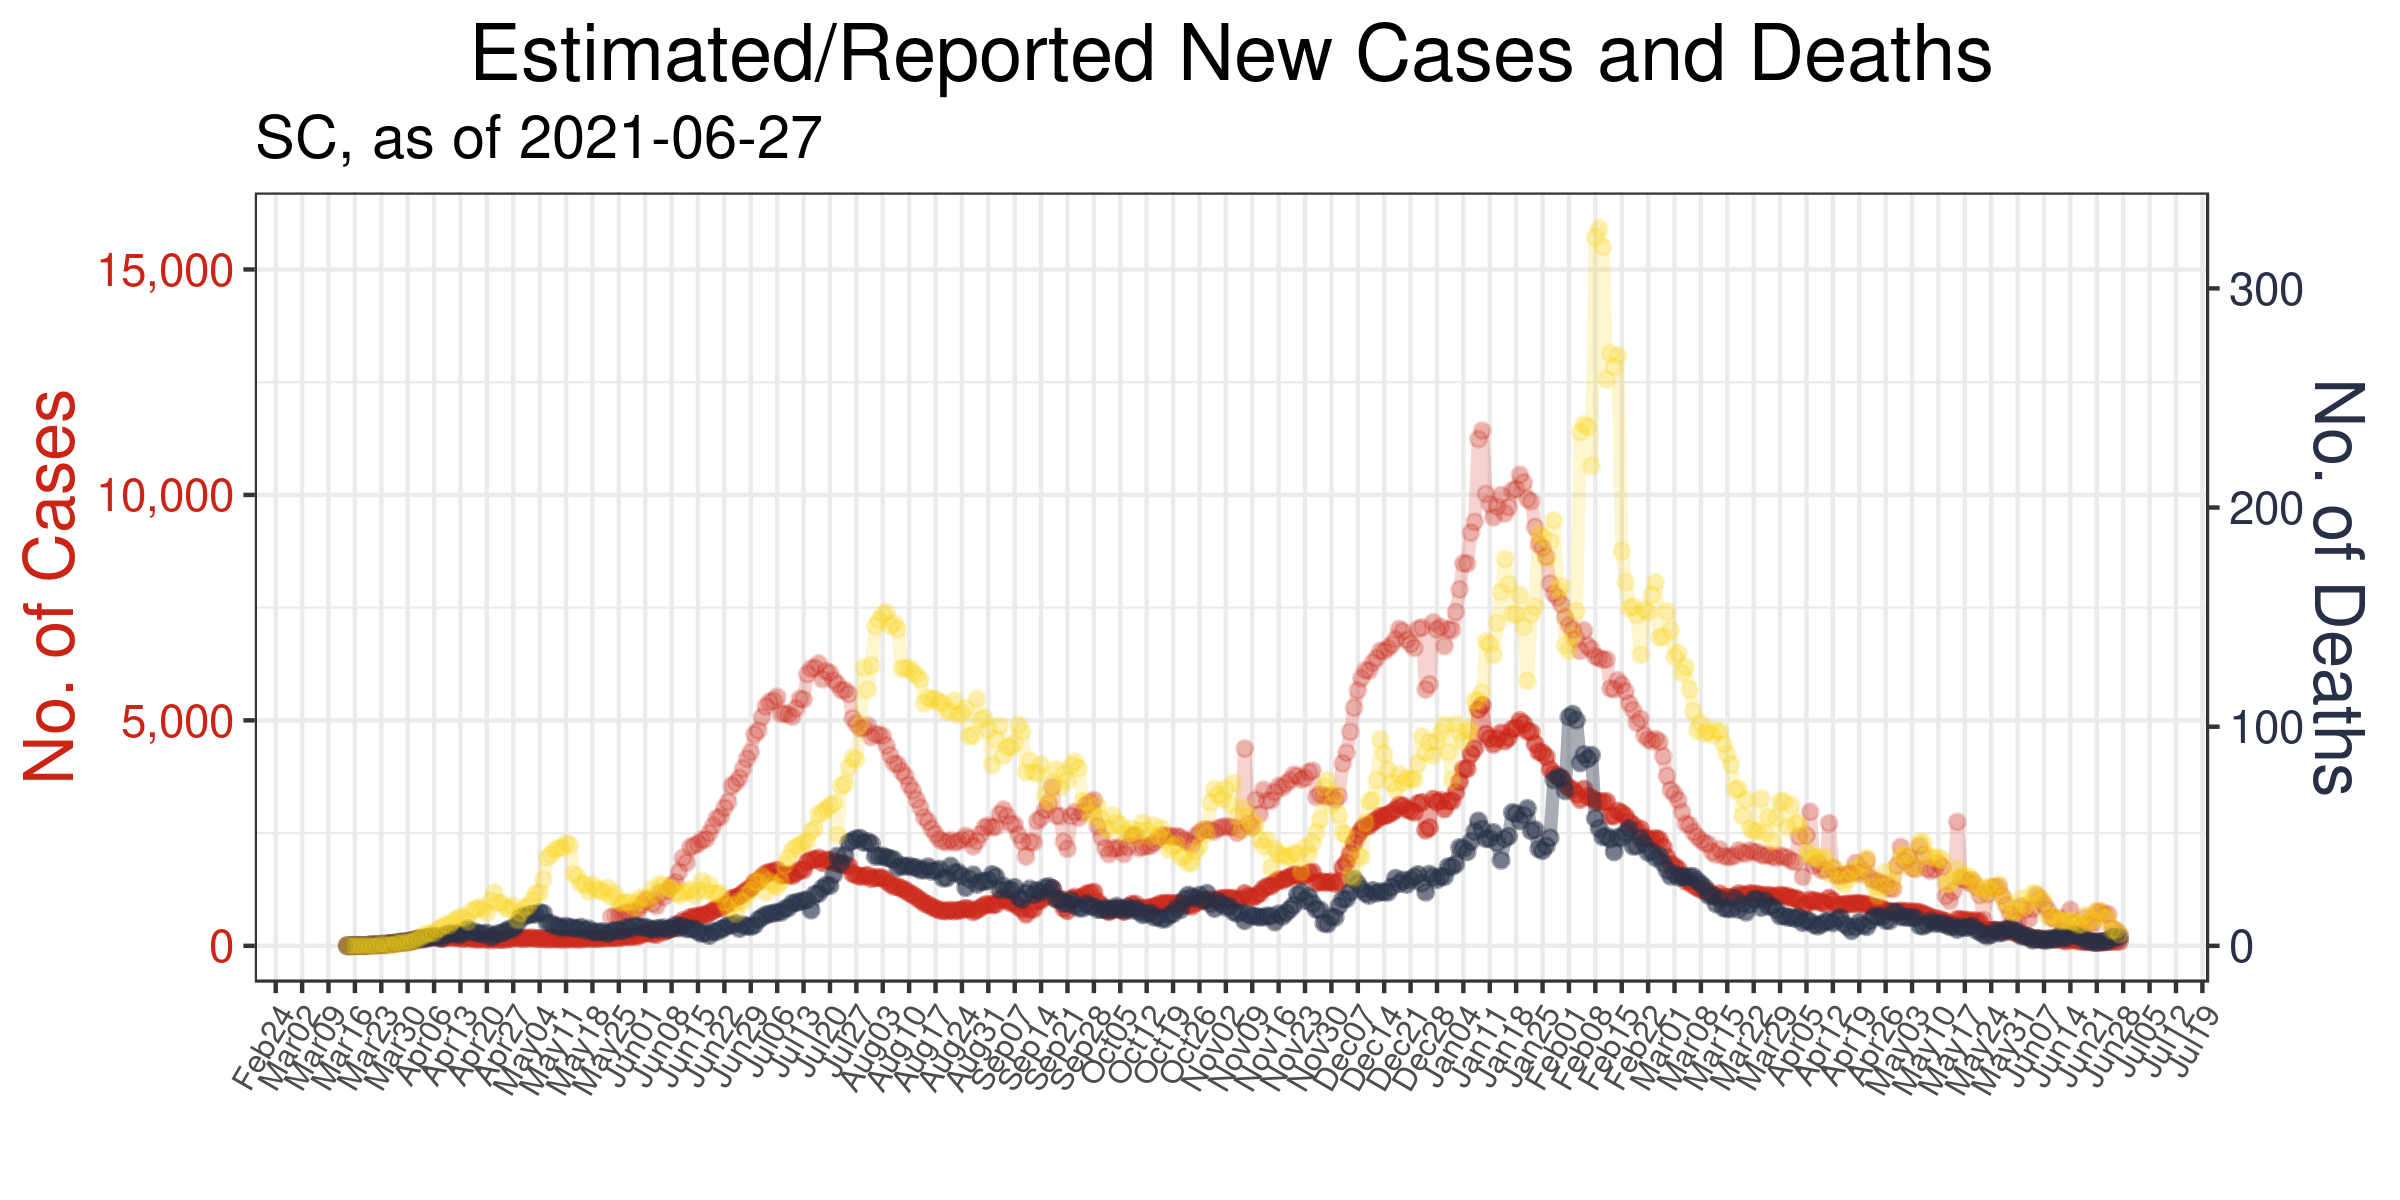 Estimated/Reported New Cases and Deaths
SC, as of 2021-06-27
No. of Cases
15,000
10,000
5,000
0
300
200
100
0
No. of Deaths
Feb24
Mar02
Mar09
Mar16
Mar23
Mar30
Apr06
Apr13
Apr20
Apr27
May04
May11
May18
May25
Jun01
Jun08
Jun15
Jun22
Jun29
Jul06
Jul13
Jul20
Jul27
Aug03
Aug10
Aug17
Aug24
Aug31
Sep07
Sep14
Sep21
Sep28
Oct05
Oct12
Oct19
Oct26
Nov02
Nov09
Nov16
Nov23
Nov30
Dec07
Dec14
Dec21
Dec28
Dec04
Jan11
Jan18
Jan25
Feb01
Feb08
Feb15
Feb22
Mar01
Mar08
Mar15
Mar22
Mar29
Mar05
Apr12
Apr19
Apr26
May03
May10
May17
May24
May31
May07
Jun14
Jun21
Jun28
Jul05
Jul12
Jul19